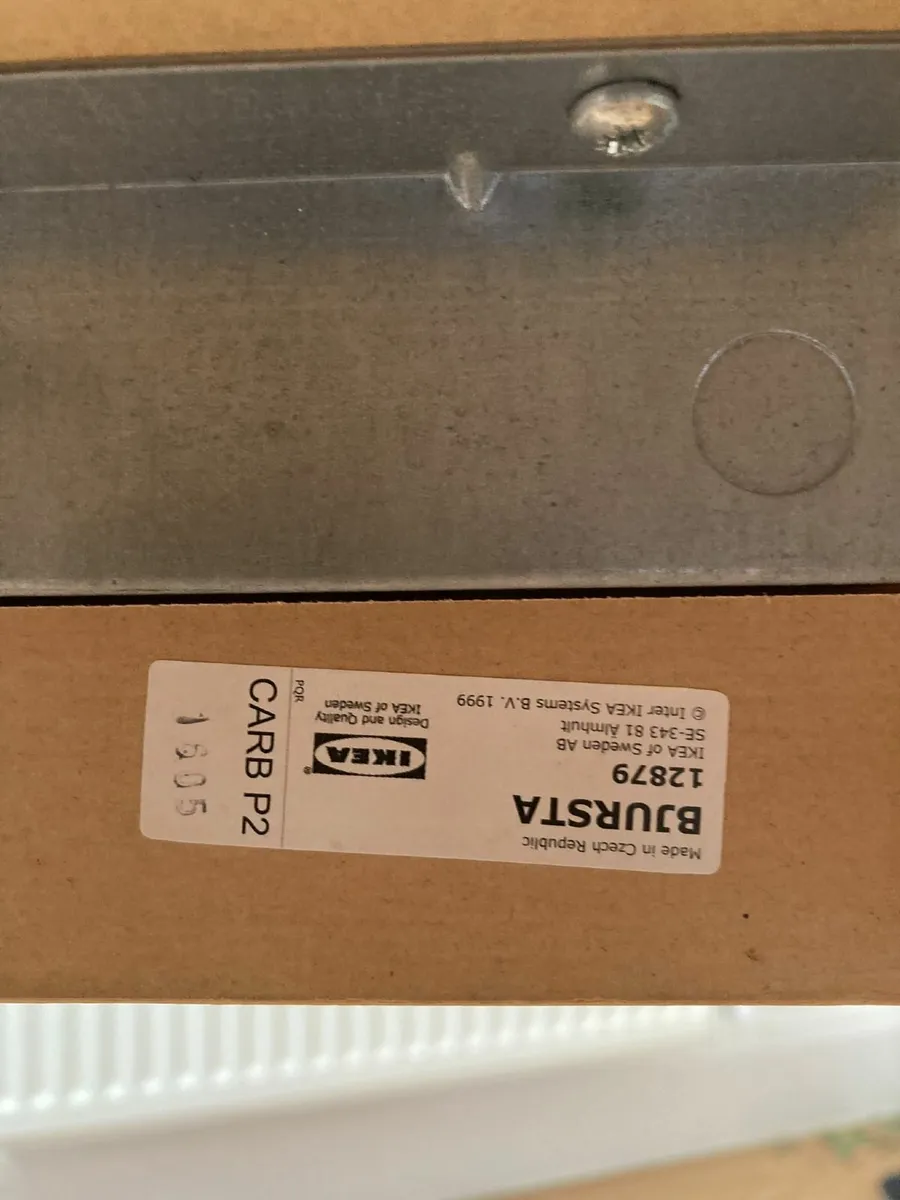 Made in Czech Republic
BJURSTA
12879
IKEA of Sweden AB
SE-343 81 Älmhult
© Inter IKEA Systems B.V. 1999
IKEA®
Design and Quality
IKEA of Sweden
PQR
CARB P2
1605